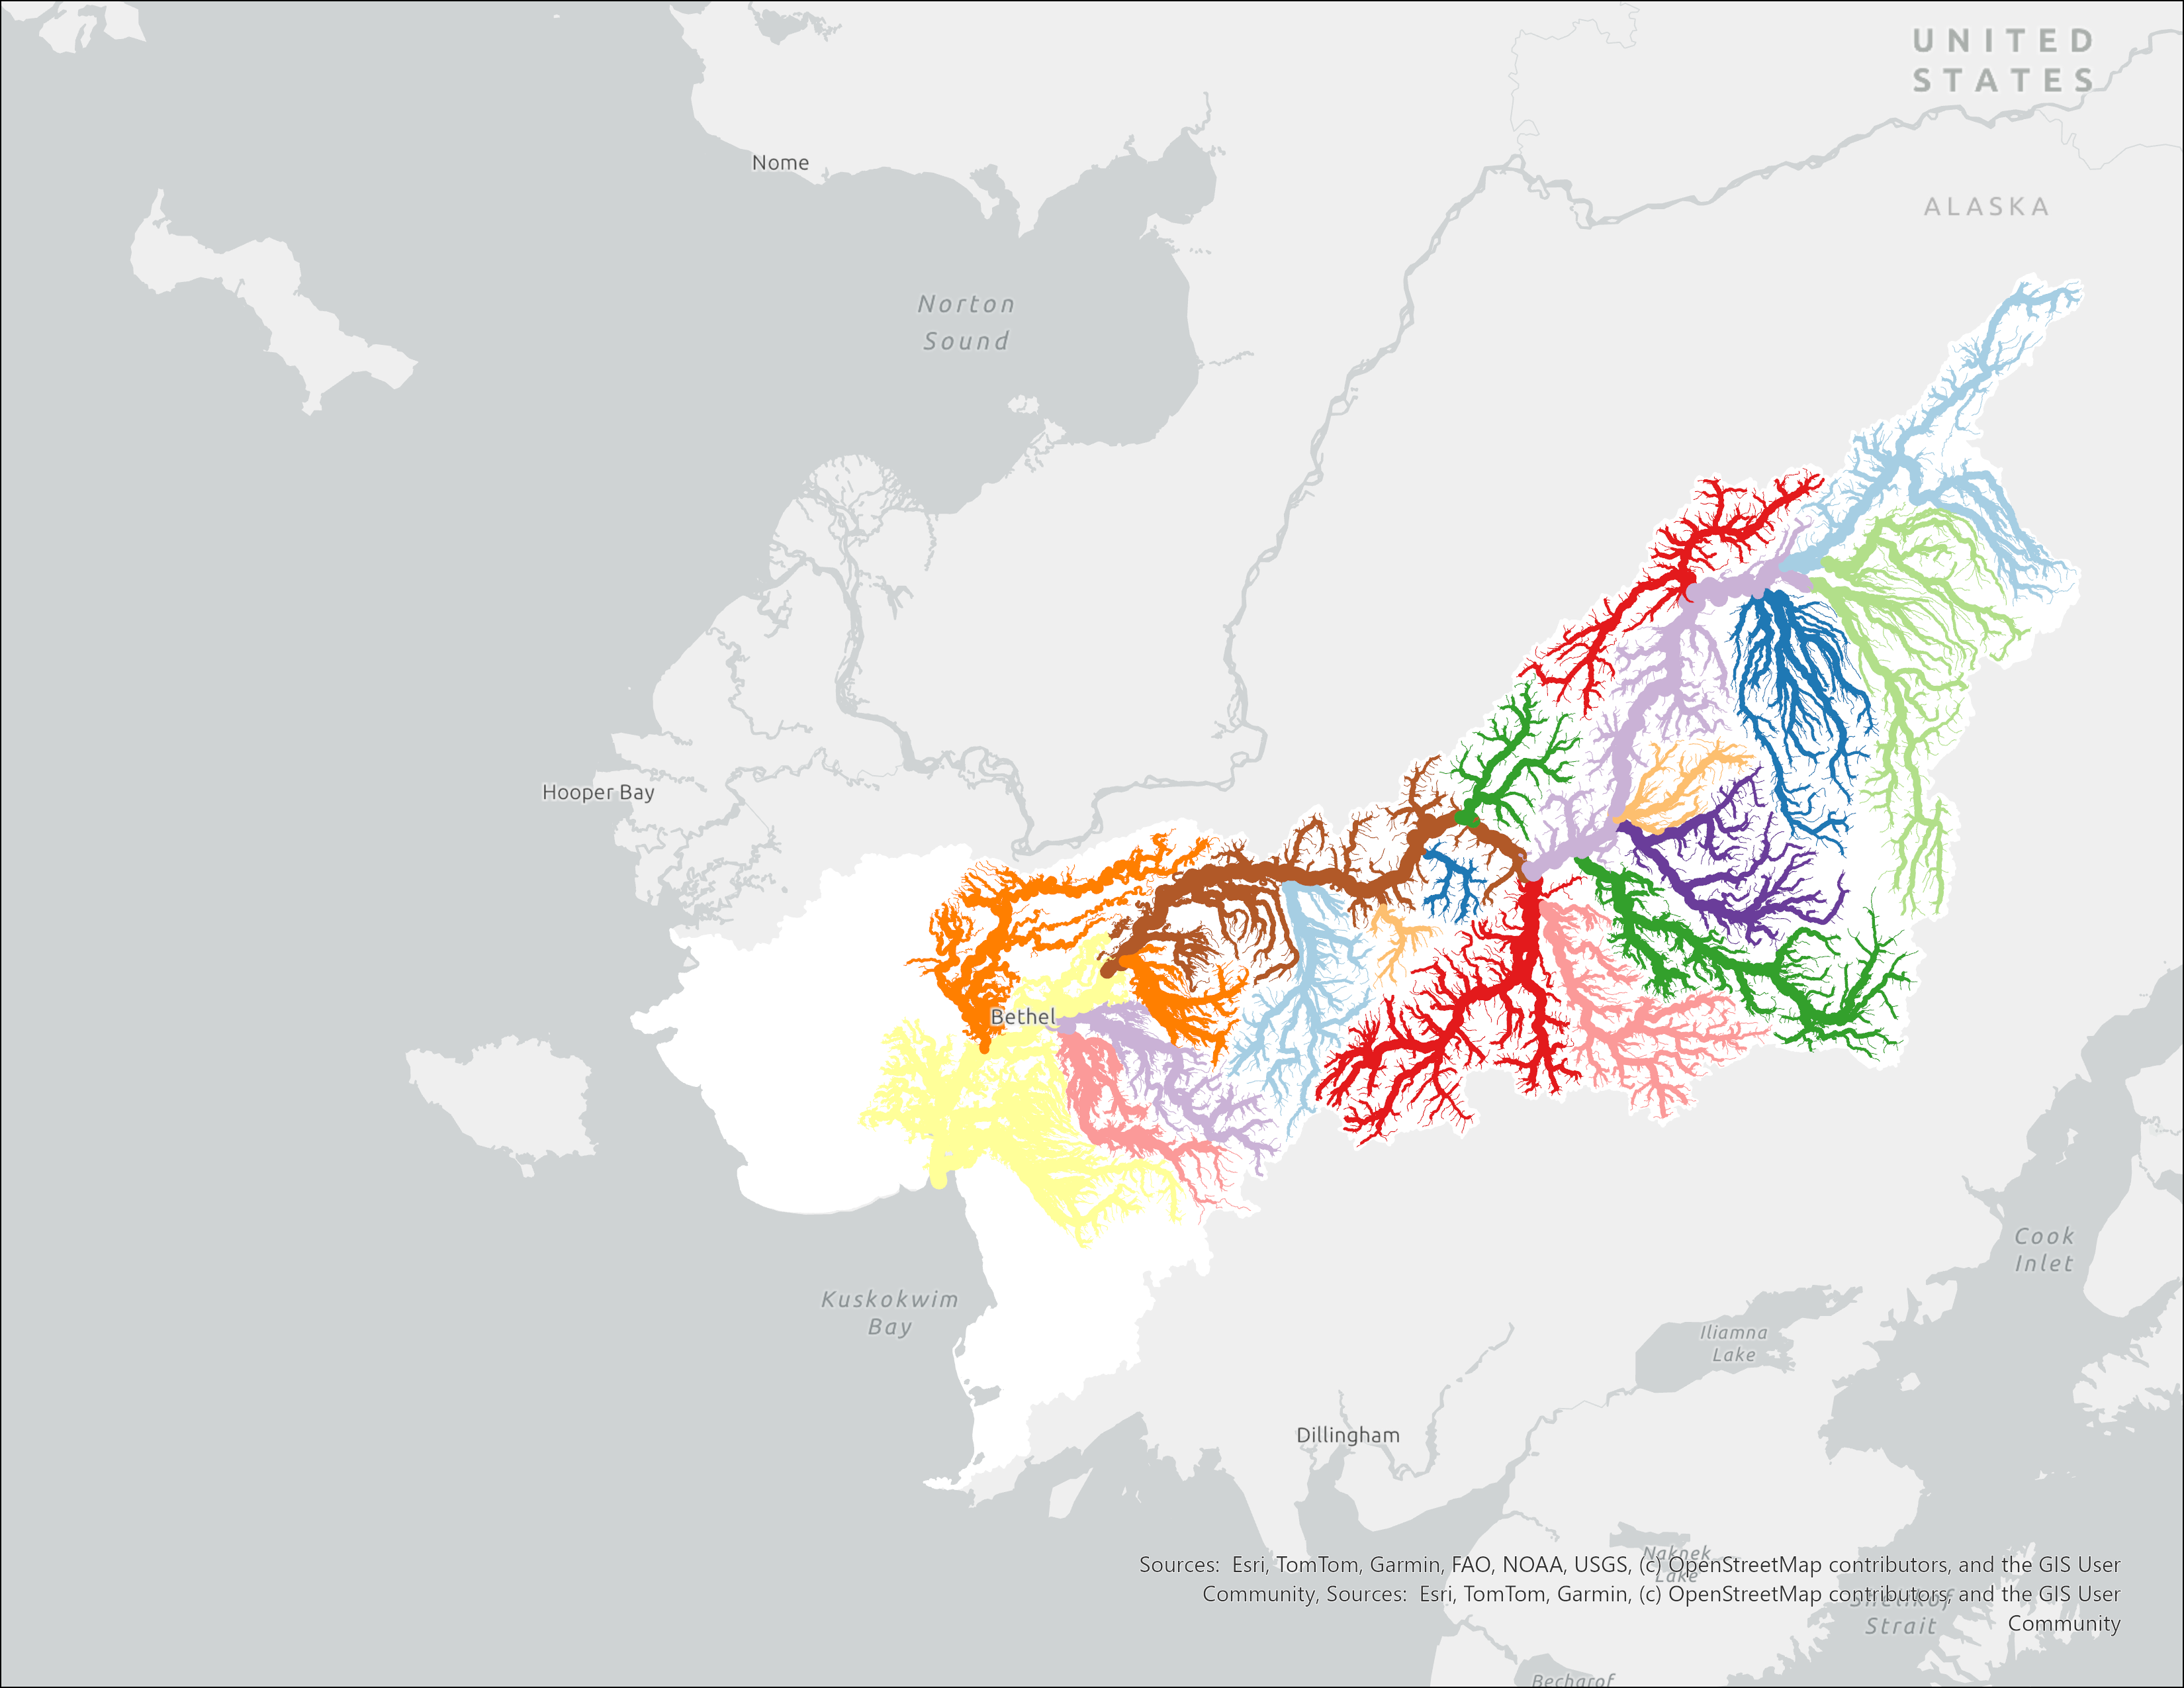 UNITED
STATES
Nome
ALASKA
Norton
Sound
Hooper Bay
Bethel
Cook
Inlet
Kuskokwim
Bay
Iliamna
Lake
Dillingham
Naknek
Lake
Sources: Esri, TomTom, Garmin, FAO, NOAA, USGS, (c) OpenStreetMap contributors, and the GIS User
Community, Sources: Esri, TomTom, Garmin, (c) OpenStreetMap contributors, and the GIS User
Community
Shelikof
Strait
Becharof